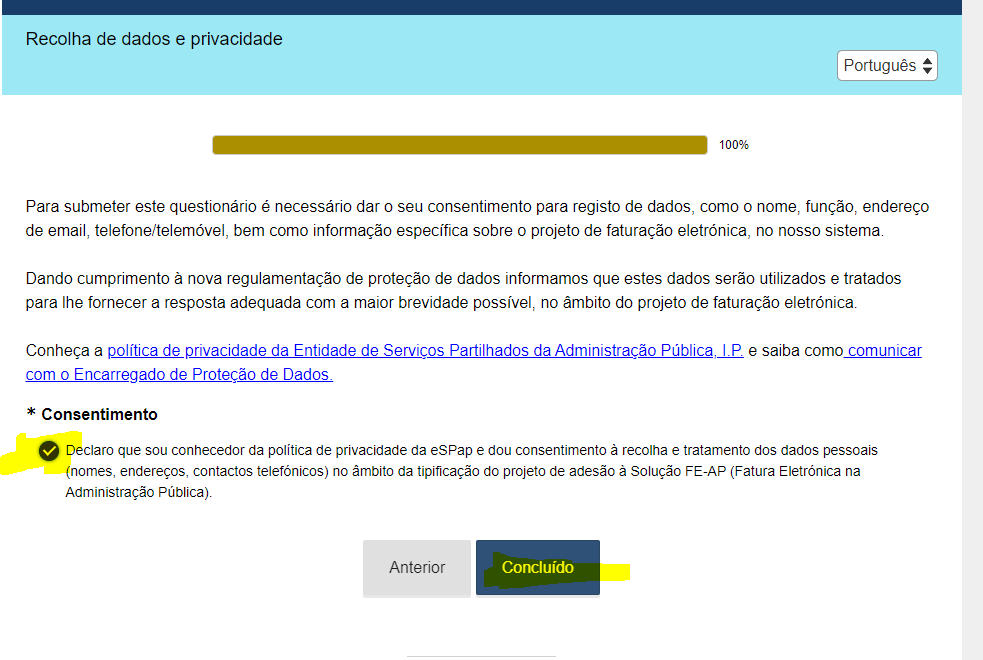 Recolha de dados e privacidade
Português
100%
Para submeter este questionário é necessário dar o seu consentimento para registo de dados, como o nome, função, endereço
de email, telefone/telemóvel, bem como informação específica sobre o projeto de faturação eletrónica, no nosso sistema.
Dando cumprimento à nova regulamentação de proteção de dados informamos que estes dados serão utilizados e tratados
para lhe fornecer a resposta adequada com a maior brevidade possível, no âmbito do projeto de faturação eletrónica.
Conheça a política de privacidade da Entidade de Serviços Partilhados da Administração Pública, I.P. e saiba como comunicar
com o Encarregado de Proteção de Dados.
* Consentimento
Declaro que sou conhecedor da política de privacidade da eSPap e dou consentimento à recolha e tratamento dos dados pessoais
(nomes, endereços, contactos telefónicos) no âmbito da tipificação do projeto de adesão à Solução FE-AP (Fatura Eletrónica na
Administração Pública).
Anterior
Concluído